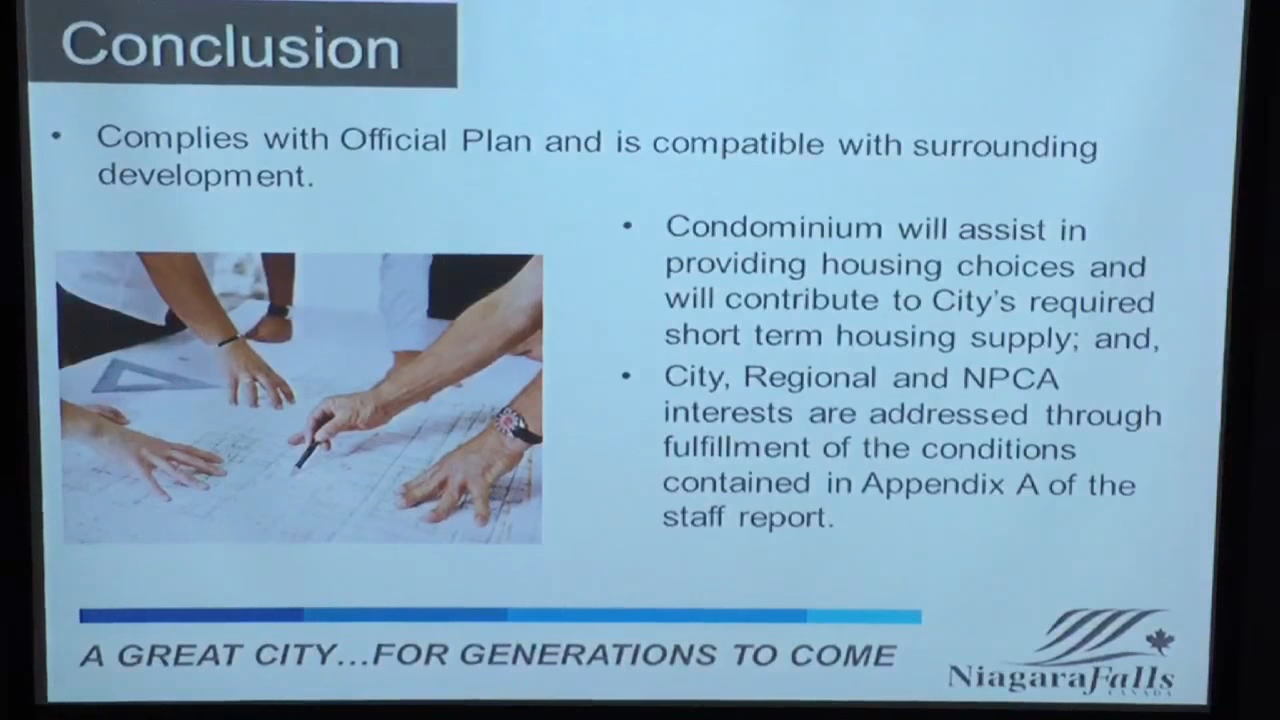 Conclusion
• Complies with Official Plan and is compatible with surrounding
development.
• Condominium will assist in
providing housing choices and
will contribute to City's required
short term housing supply; and,
• City, Regional and NPCA
interests are addressed through
fulfillment of the conditions
contained in Appendix A of the
staff report.
A GREAT CITY...FOR GENERATIONS TO COME
NiagaraFalls
CANADA